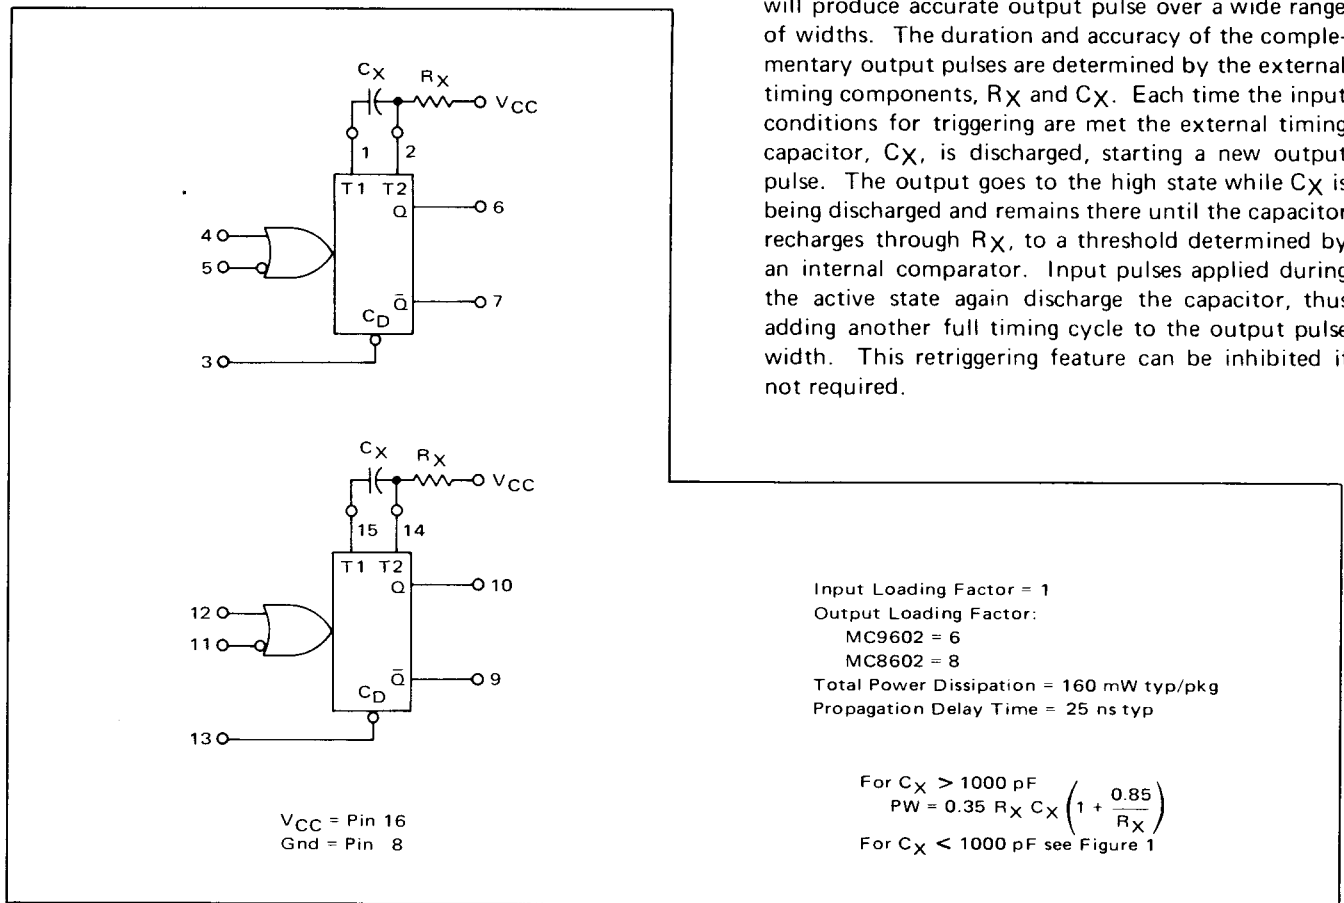 will produce accurate output pulse over a wide range
of widths. The duration and accuracy of the comple-
mentary output pulses are determined by the external
timing components, RX and CX. Each time the input
conditions for triggering are met the external timing
capacitor, CX, is discharged, starting a new output
pulse. The output goes to the high state while CX is
being discharged and remains there until the capacitor
recharges through RX, to a threshold determined by
an internal comparator. Input pulses applied during
the active state again discharge the capacitor, thus
adding another full timing cycle to the output pulse
width. This retriggering feature can be inhibited if
not required.
CX RX
VCC
1 2
T1 T2
Q 6
4
5
Q̅ 7
CD
3
CX RX
VCC
15 14
T1 T2
Q 10
12
11
Q̅ 9
CD
13
VCC = Pin 16
Gnd = Pin 8
Input Loading Factor = 1
Output Loading Factor:
MC9602 = 6
MC8602 = 8
Total Power Dissipation = 160 mW typ/pkg
Propagation Delay Time = 25 ns typ
For CX > 1000 pF
PW = 0.35 RX CX (1 + 0.85/RX)
For CX < 1000 pF see Figure 1